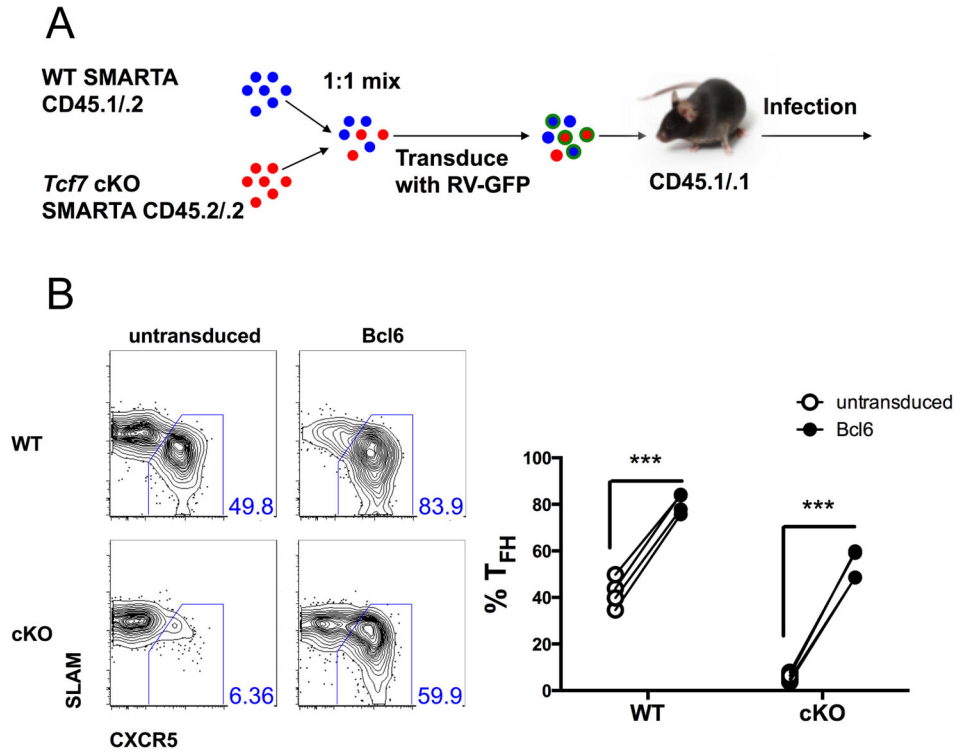 A
WT SMARTA
CD45.1/.2
1:1 mix
Tcf7 cKO
SMARTA CD45.2/.2
Transduce
with RV-GFP
CD45.1/.1
Infection
B
untransduced
Bcl6
WT
49.8
83.9
cKO
6.36
59.9
SLAM
CXCR5
untransduced
Bcl6
% TFH
100
80
60
40
20
0
***
***
WT
cKO